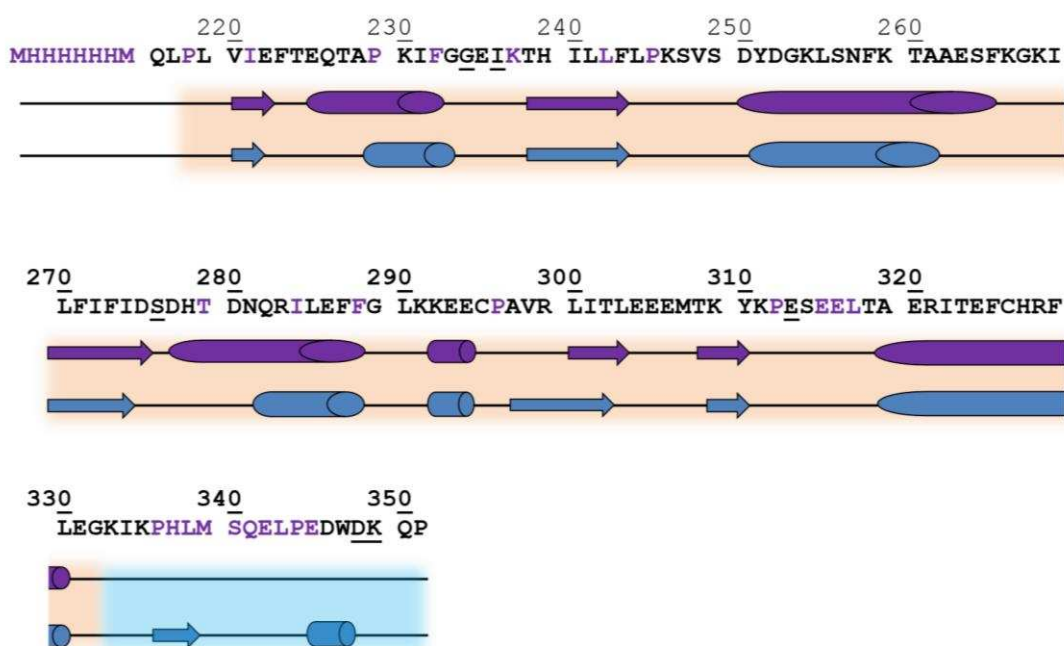 220 230 240 250 260
MHHHHHHM QLPL VIEFTEQTAP KIFGGEIKTH ILLFLPKSVS DYDGKLSNFK TAAESFKGKI
270 280 290 300 310 320
LFIFIDSDHT DNQRILEFFG LKKEECPAVR LITLEEEMTK YKPESEELTA ERITEFCHRF
330 340 350
LEGKIKPHLM SQELPEDWDK QP